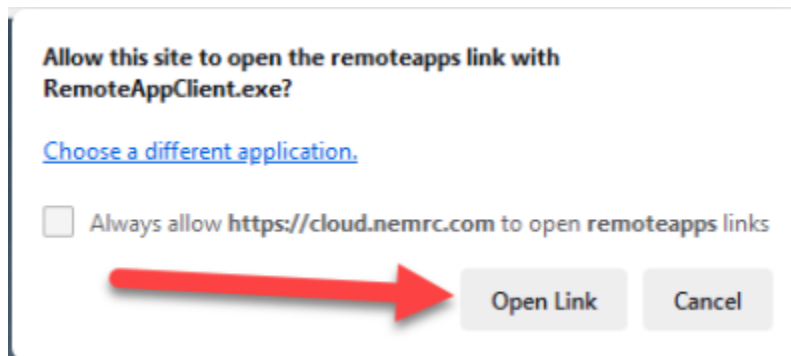 Allow this site to open the remoteapps link with
RemoteAppClient.exe?
Choose a different application.
Always allow https://cloud.nemrc.com to open remoteapps links
Open Link
Cancel